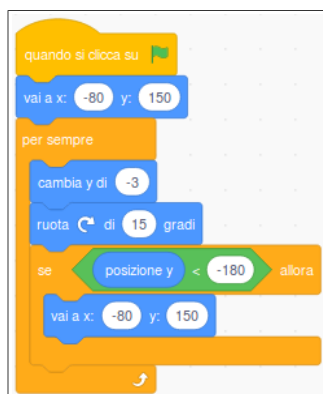 quando si clicca su
vai a x: -80 y: 150
per sempre
cambia y di -3
ruota di 15 gradi
se posizione y < -180 allora
vai a x: -80 y: 150